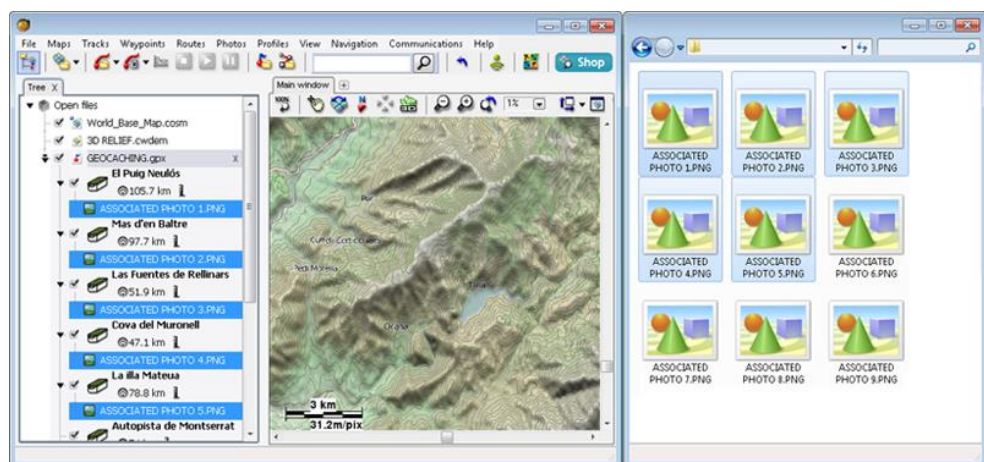 File Maps Tracks Waypoints Routes Photos Profiles View Navigation Communications Help
Shop
Tree X
Open files
World_Base_Map.cosm
3D RELIEF.cwdem
GEOCACHING.gpx X
El Puig Neulós
105.7 km
ASSOCIATED PHOTO 1.PNG
Mas d'en Baltre
97.7 km
ASSOCIATED PHOTO 2.PNG
Las Fuentes de Rellinars
51.9 km
ASSOCIATED PHOTO 3.PNG
Cova del Muronell
47.1 km
ASSOCIATED PHOTO 4.PNG
La illa Mateua
78.8 km
ASSOCIATED PHOTO 5.PNG
Autopista de Montserrat
Main window
100%
1%
3 km
31.2m/pix
ASSOCIATED
PHOTO 1.PNG
ASSOCIATED
PHOTO 2.PNG
ASSOCIATED
PHOTO 3.PNG
ASSOCIATED
PHOTO 4.PNG
ASSOCIATED
PHOTO 5.PNG
ASSOCIATED
PHOTO 6.PNG
ASSOCIATED
PHOTO 7.PNG
ASSOCIATED
PHOTO 8.PNG
ASSOCIATED
PHOTO 9.PNG